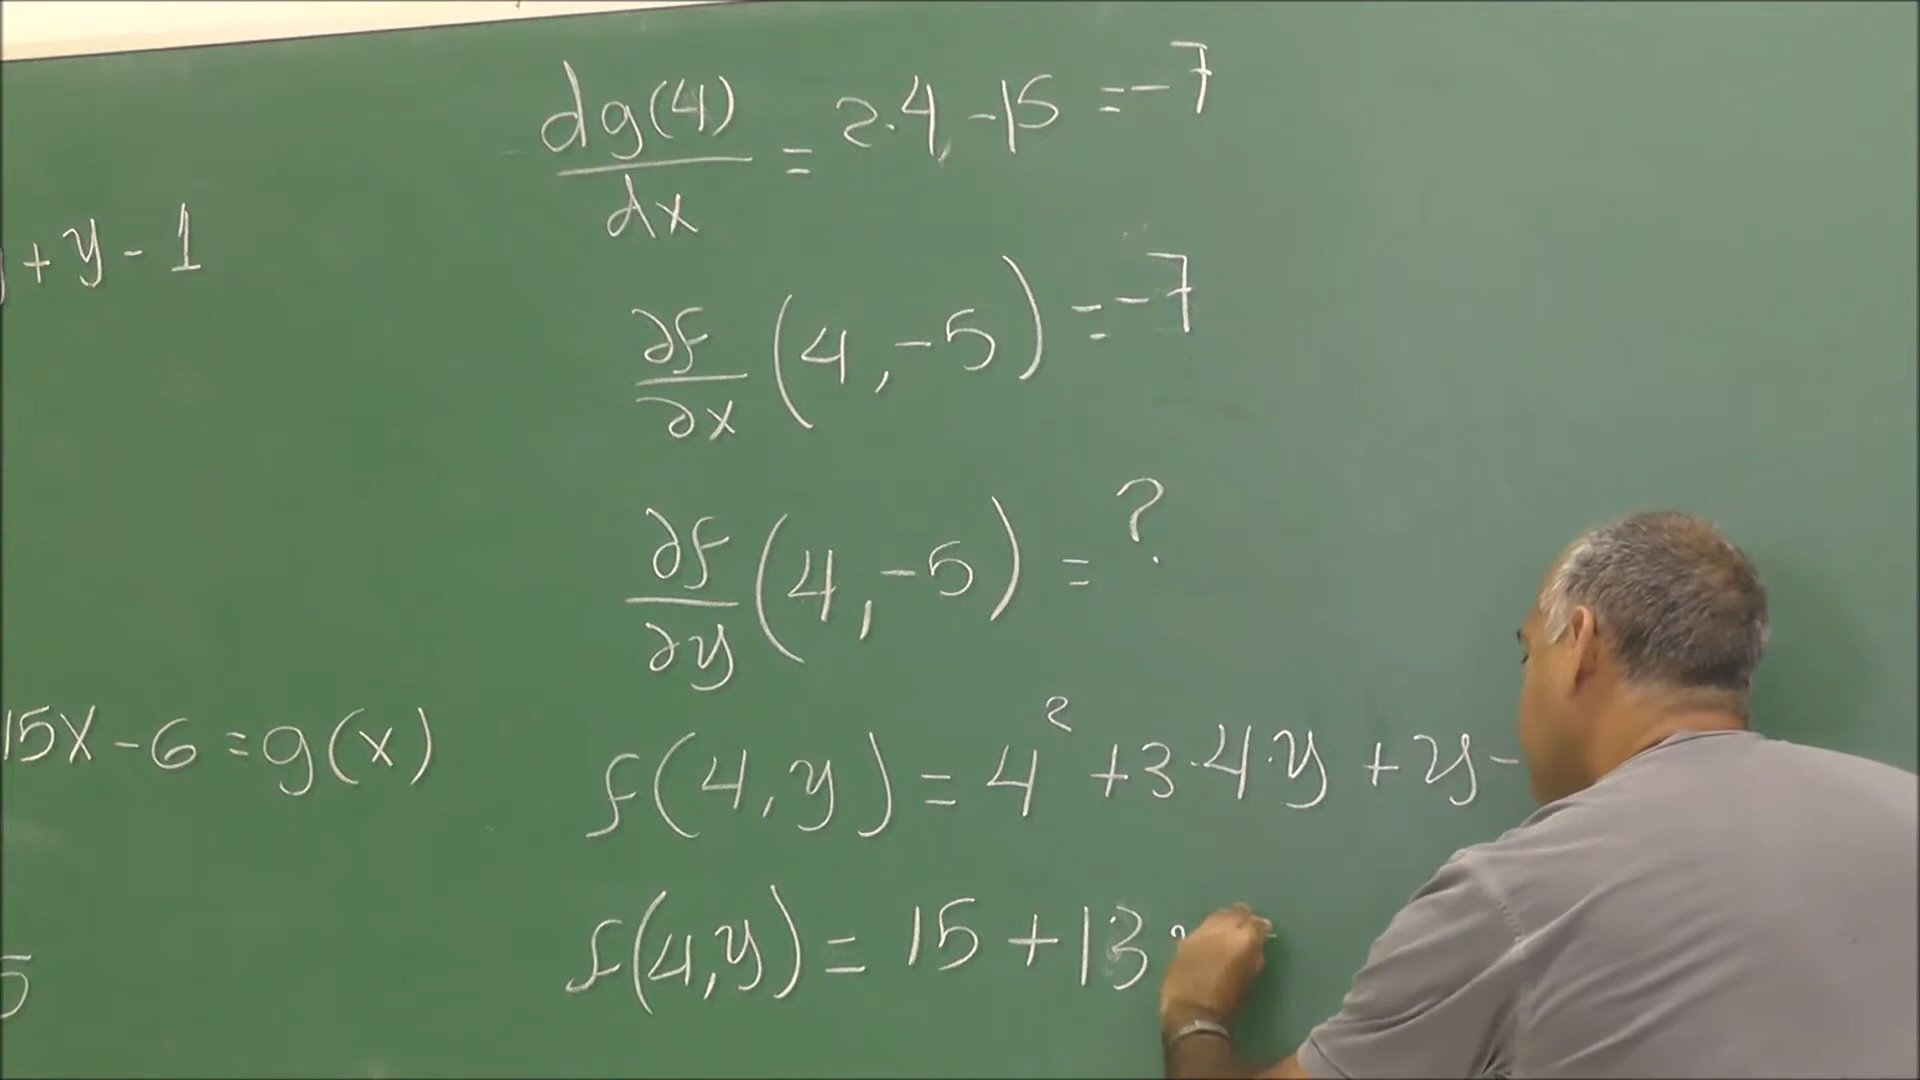 + y - 1
15x - 6 = g(x)
5
dg(4)/dx = 2·4 - 15 = -7
∂f/∂x (4, -5) = -7
∂f/∂y (4, -5) = ?
f(4, y) = 4² + 3·4·y + y -
f(4, y) = 15 + 13